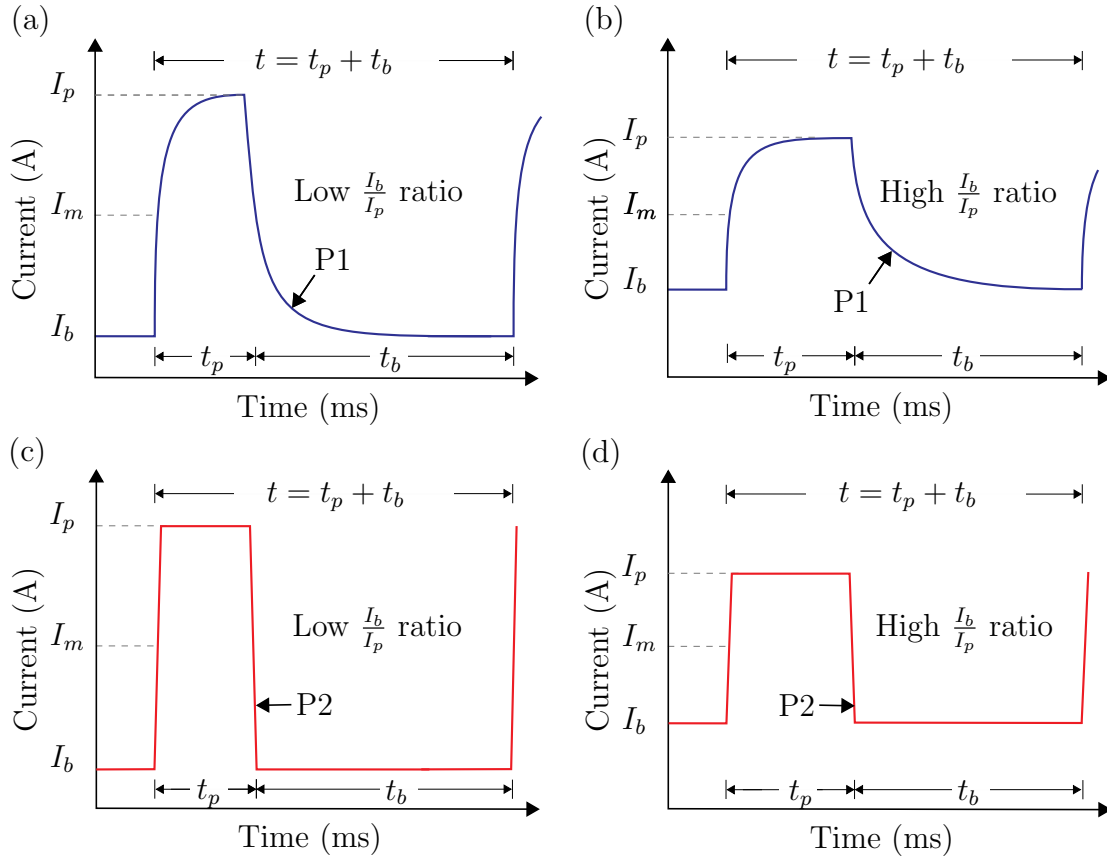 (a)
t = t_p + t_b
I_p
I_m
I_b
Current (A)
Low I_b/I_p ratio
P1
t_p
t_b
Time (ms)
(b)
t = t_p + t_b
I_p
I_m
I_b
Current (A)
High I_b/I_p ratio
P1
t_p
t_b
Time (ms)
(c)
t = t_p + t_b
I_p
I_m
I_b
Current (A)
Low I_b/I_p ratio
P2
t_p
t_b
Time (ms)
(d)
t = t_p + t_b
I_p
I_m
I_b
Current (A)
High I_b/I_p ratio
P2
t_p
t_b
Time (ms)